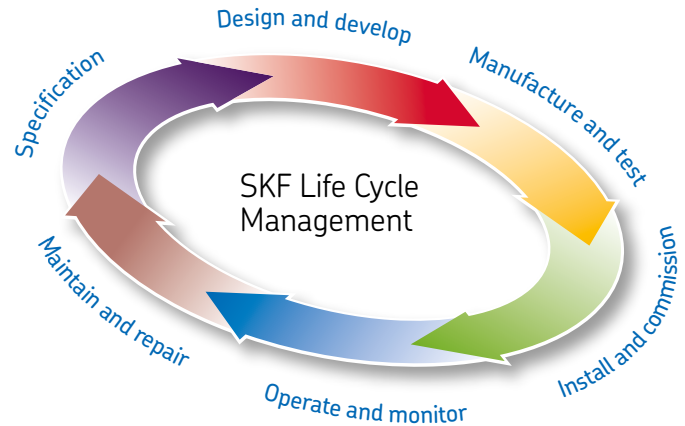 Design and develop
Manufacture and test
Specification
SKF Life Cycle
Management
Install and commission
Maintain and repair
Operate and monitor